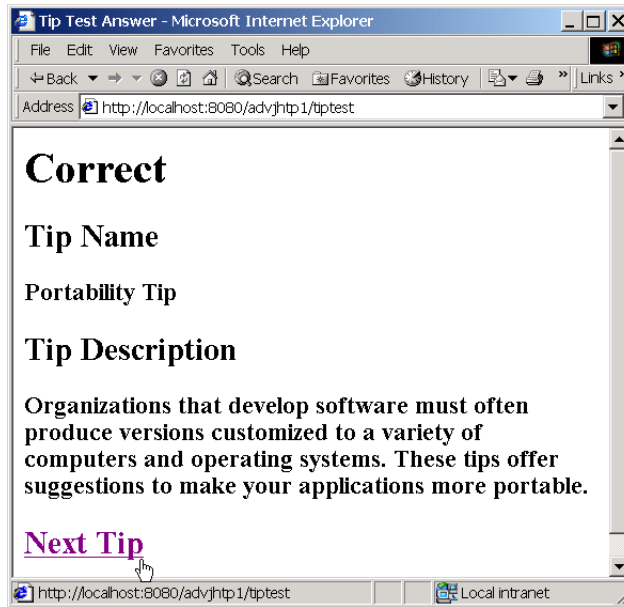 Tip Test Answer - Microsoft Internet Explorer
File Edit View Favorites Tools Help
Back Search Favorites History » Links »
Address http://localhost:8080/advjhtp1/tiptest
Correct
Tip Name
Portability Tip
Tip Description
Organizations that develop software must often
produce versions customized to a variety of
computers and operating systems. These tips offer
suggestions to make your applications more portable.
Next Tip
http://localhost:8080/advjhtp1/tiptest Local intranet